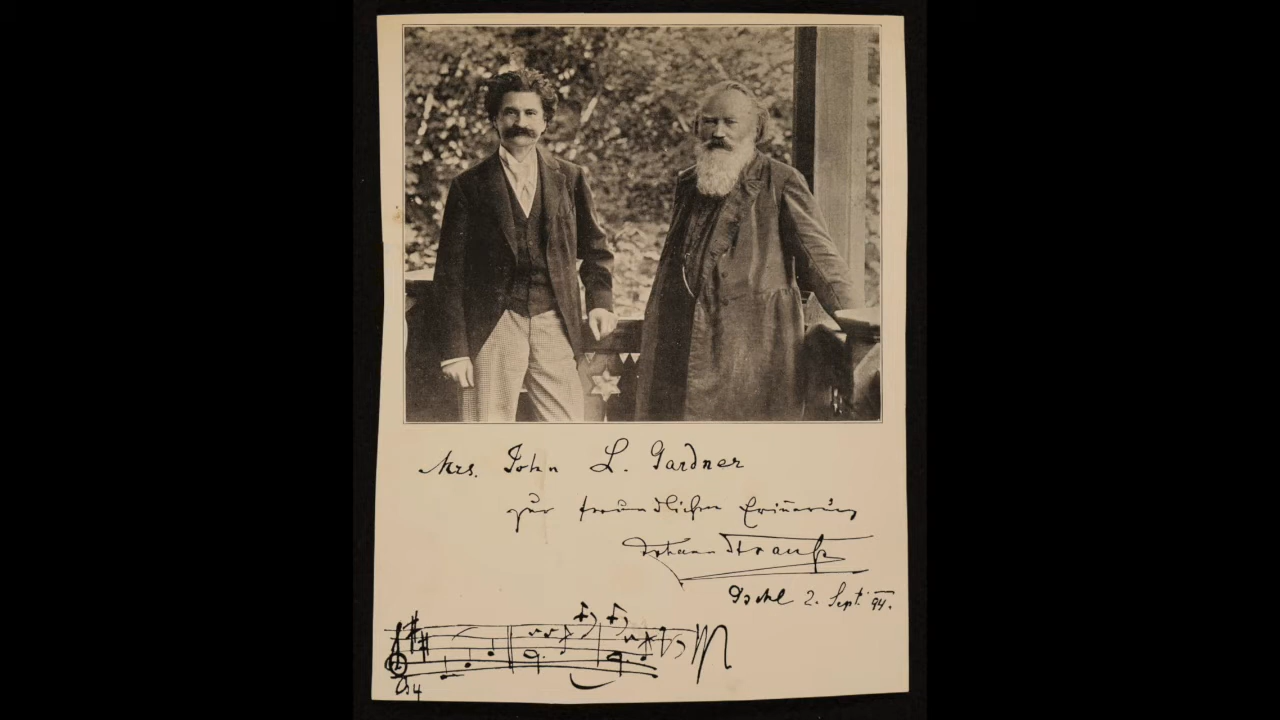 Mrs. John L. Gardner
zur freundlichen Erinnerung
Johann Strauß
Ischl 2. Sept. 94.